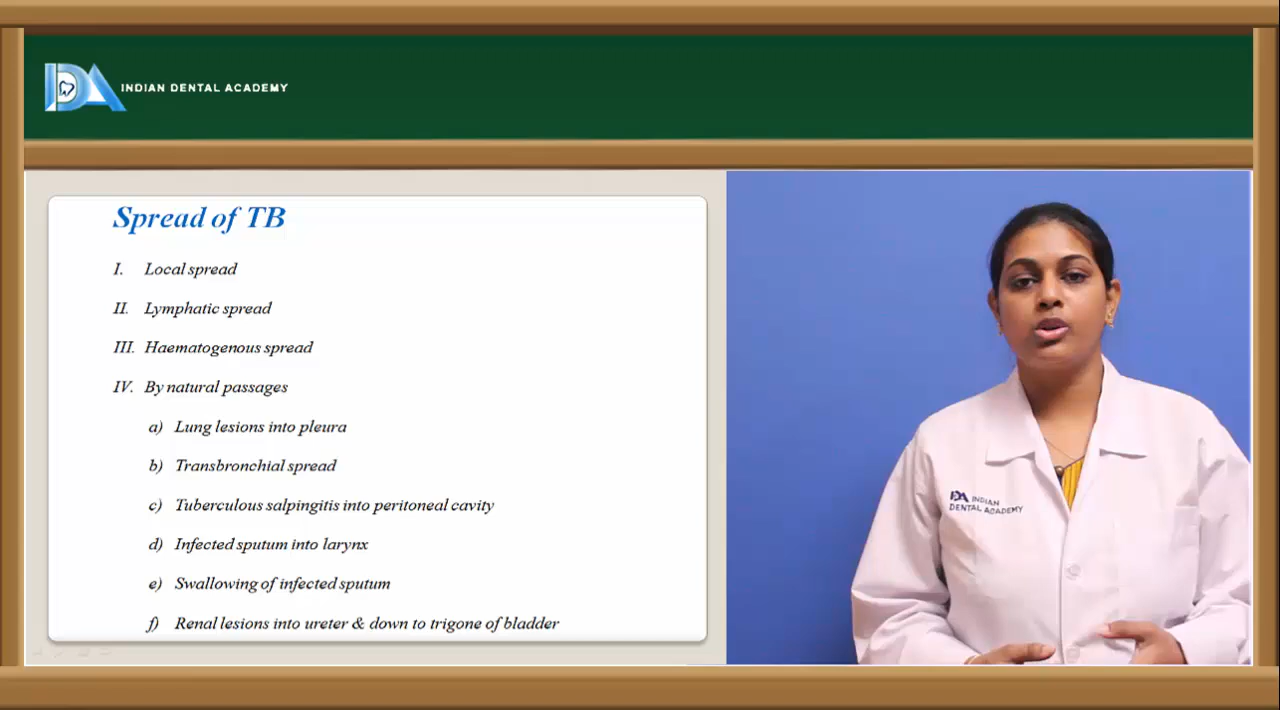 INDIAN DENTAL ACADEMY
Spread of TB
I. Local spread
II. Lymphatic spread
III. Haematogenous spread
IV. By natural passages
a) Lung lesions into pleura
b) Transbronchial spread
c) Tuberculous salpingitis into peritoneal cavity
d) Infected sputum into larynx
e) Swallowing of infected sputum
f) Renal lesions into ureter & down to trigone of bladder
IDA INDIAN
DENTAL ACADEMY